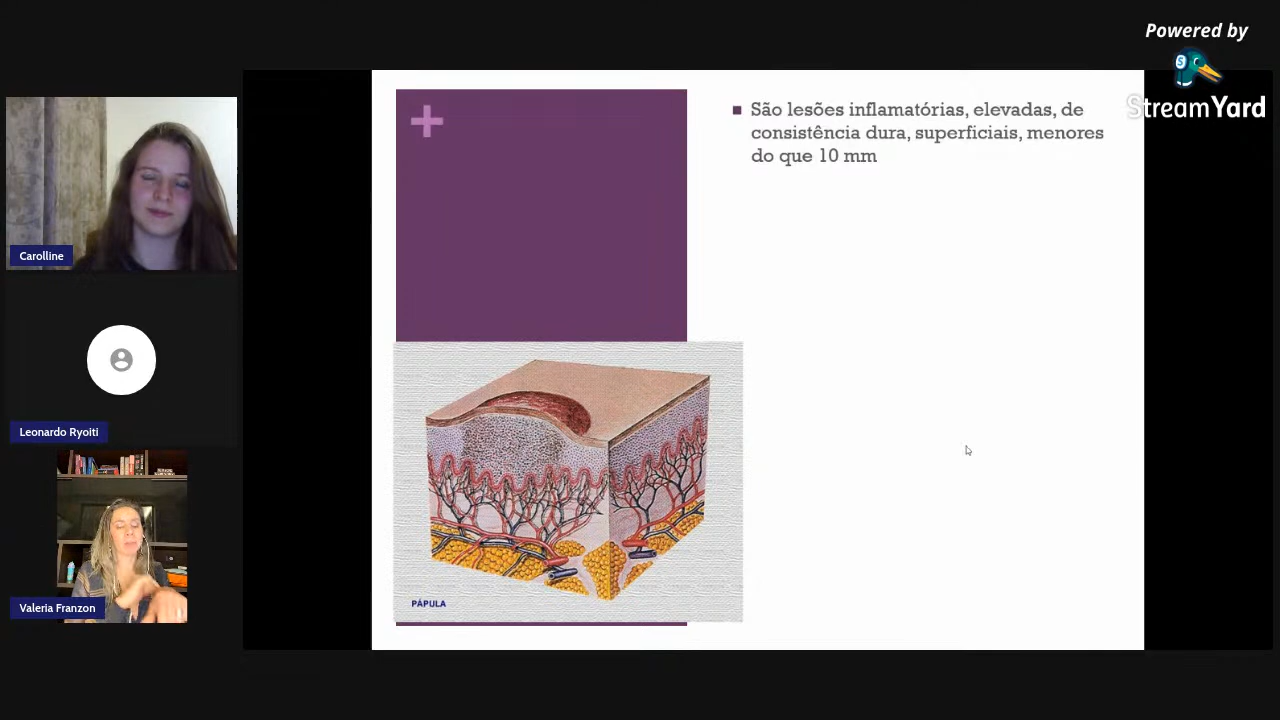 Powered by
StreamYard
Carolline
Leonardo Ryoiti
Valeria Franzon
São lesões inflamatórias, elevadas, de
consistência dura, superficiais, menores
do que 10 mm
PÁPULA